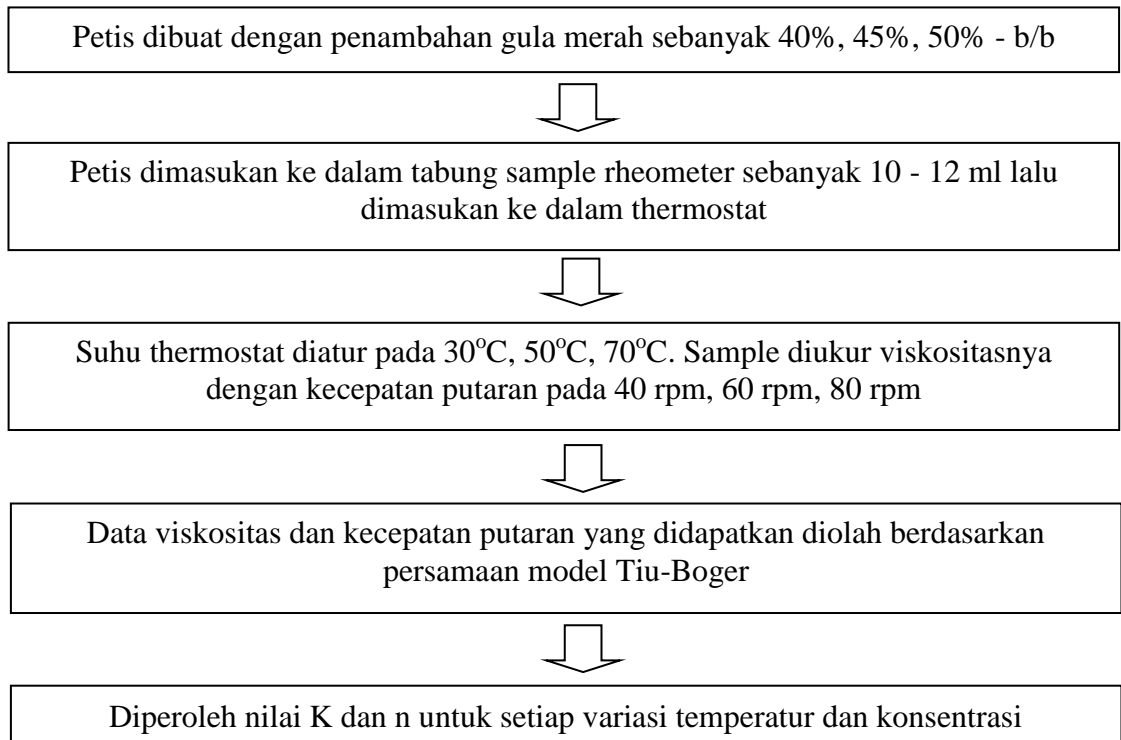 Petis dibuat dengan penambahan gula merah sebanyak 40%, 45%, 50% - b/b
Petis dimasukan ke dalam tabung sample rheometer sebanyak 10 - 12 ml lalu
dimasukan ke dalam thermostat
Suhu thermostat diatur pada 30°C, 50°C, 70°C. Sample diukur viskositasnya
dengan kecepatan putaran pada 40 rpm, 60 rpm, 80 rpm
Data viskositas dan kecepatan putaran yang didapatkan diolah berdasarkan
persamaan model Tiu-Boger
Diperoleh nilai K dan n untuk setiap variasi temperatur dan konsentrasi